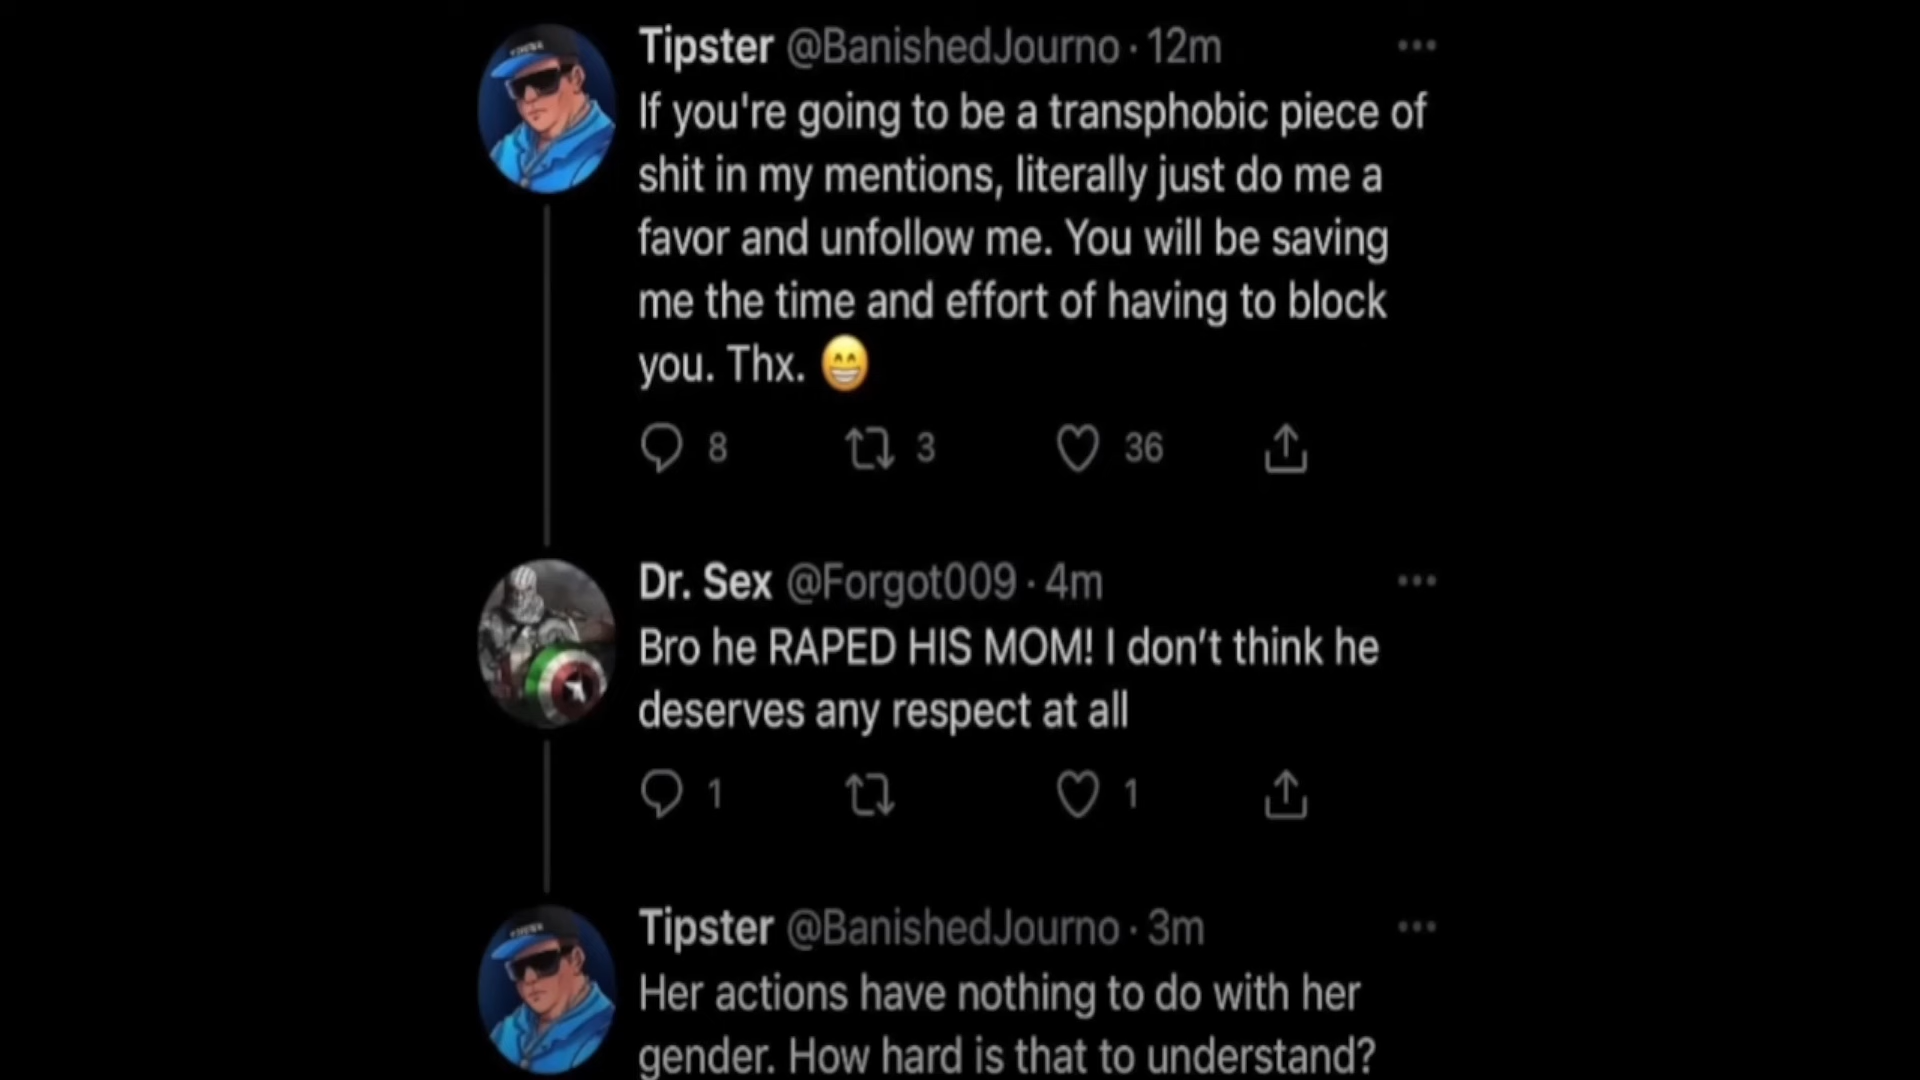 Tipster @BanishedJourno · 12m
If you're going to be a transphobic piece of
shit in my mentions, literally just do me a
favor and unfollow me. You will be saving
me the time and effort of having to block
you. Thx. 😁
8 3 36
Dr. Sex @Forgot009 · 4m
Bro he RAPED HIS MOM! I don’t think he
deserves any respect at all
1 1
Tipster @BanishedJourno · 3m
Her actions have nothing to do with her
gender. How hard is that to understand?